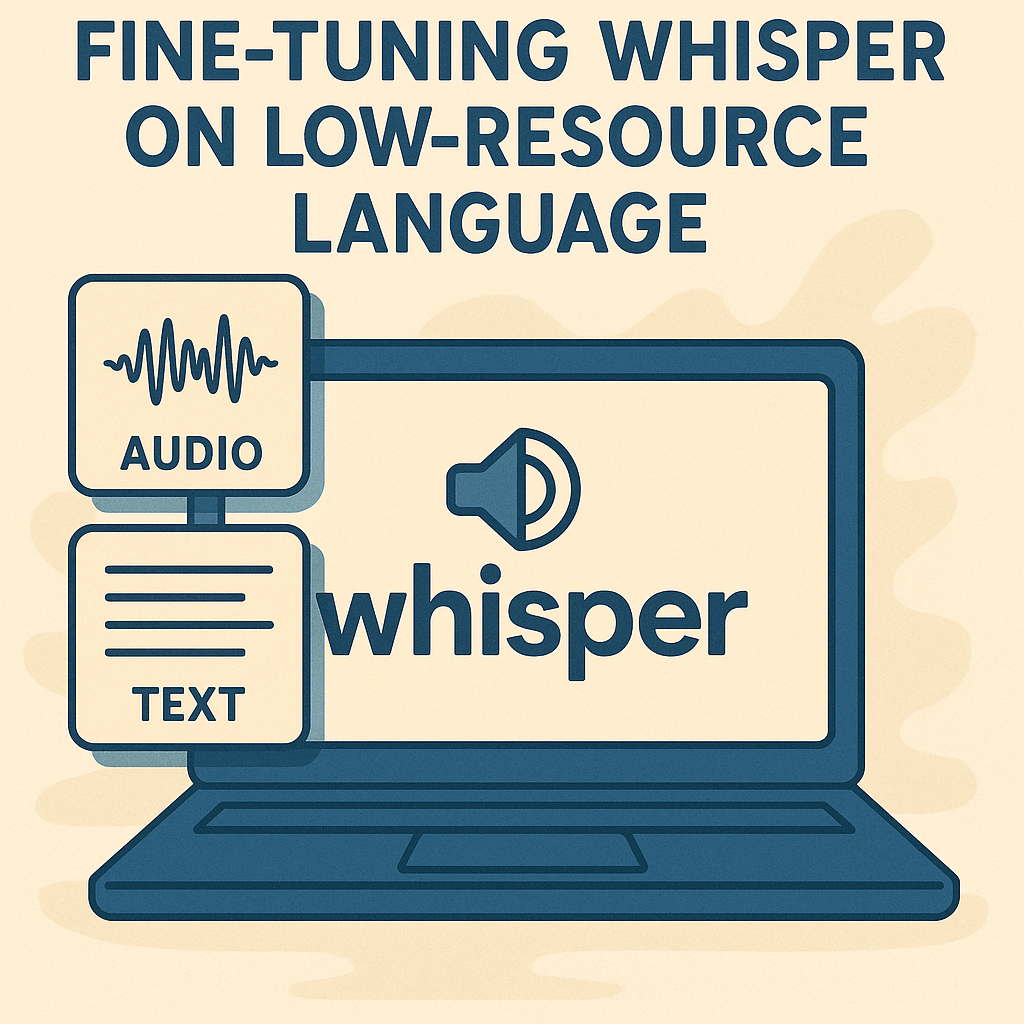 FINE-TUNING WHISPER
ON LOW-RESOURCE
LANGUAGE
AUDIO
TEXT
whisper